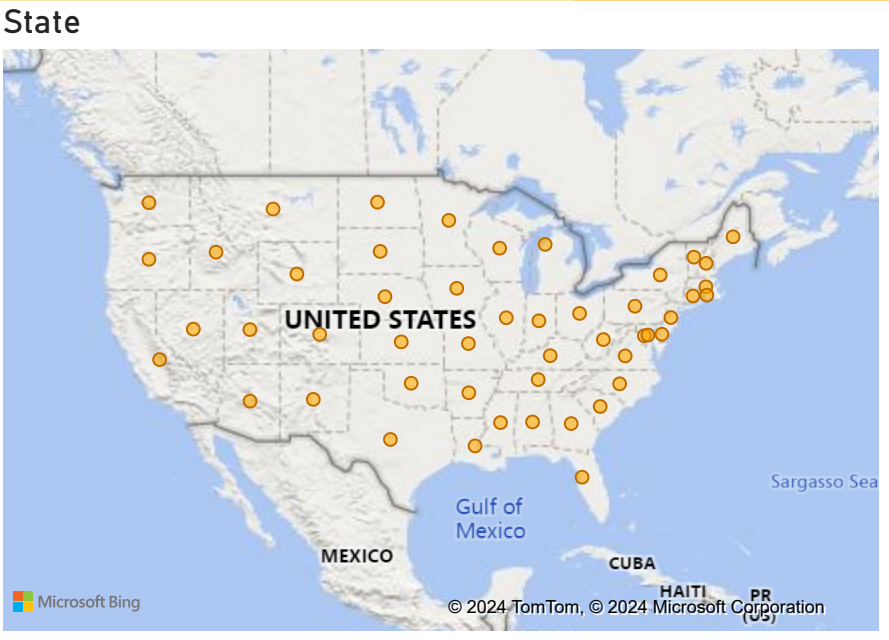 State
UNITED STATES
Sargasso Sea
Gulf of
Mexico
MEXICO
CUBA
HAITI
PR
(US)
Microsoft Bing
© 2024 TomTom, © 2024 Microsoft Corporation